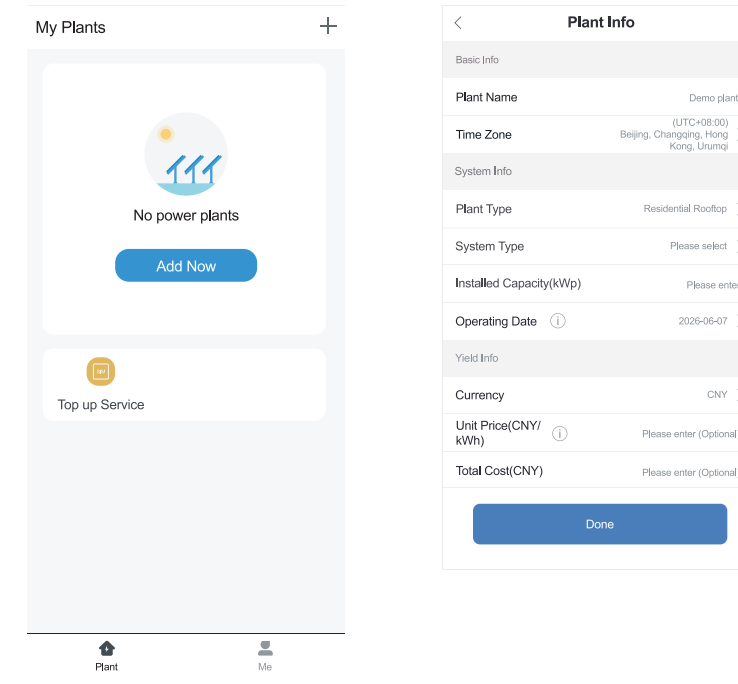 My Plants
No power plants
Add Now
Top up Service
Plant
Me
Plant Info
Basic Info
Plant Name
Demo plant
Time Zone
(UTC+08:00)
Beijing, Changqing, Hong
Kong, Urumqi
System Info
Plant Type
Residential Rooftop
System Type
Please select
Installed Capacity(kWp)
Please enter
Operating Date
2026-06-07
Yield Info
Currency
CNY
Unit Price(CNY/
kWh)
Please enter (Optional
Total Cost(CNY)
Please enter (Optional
Done